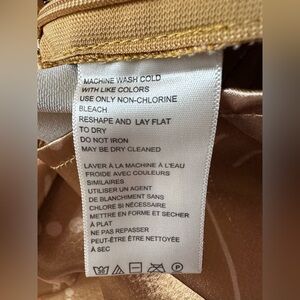 MACHINE WASH COLD
WITH LIKE COLORS
USE ONLY NON-CHLORINE
BLEACH
RESHAPE AND LAY FLAT
TO DRY
DO NOT IRON
MAY BE DRY CLEANED
LAVER À LA MACHINE À L'EAU
FROIDE AVEC COULEURS
SIMILAIRES
UTILISER UN AGENT
DE BLANCHIMENT SANS
CHLORE SI NÉCESSAIRE
METTRE EN FORME ET SECHER
À PLAT
NE PAS REPASSER
PEUT-ÊTRE ÊTRE NETTOYÉE
À SEC